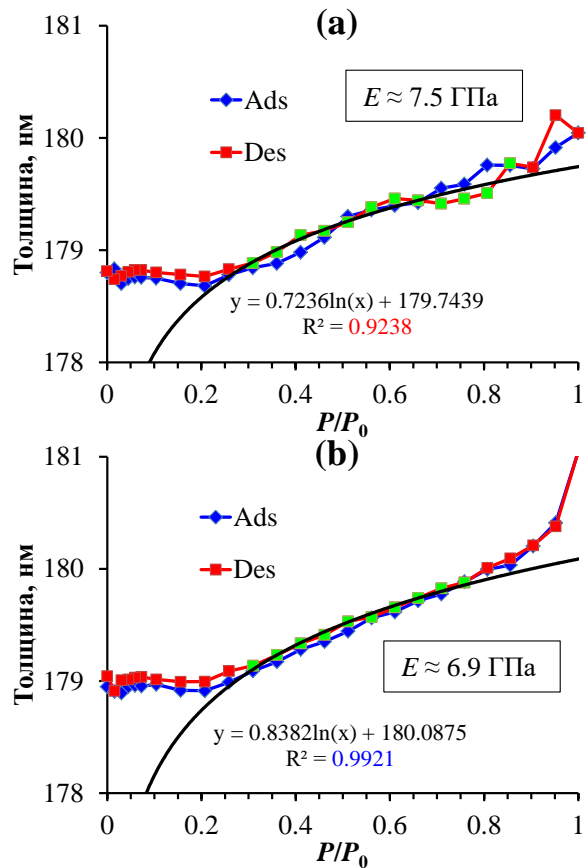 (a)
181
180
179
178
Толщина, нм
Ads
Des
E ≈ 7.5 ГПа
y = 0.7236ln(x) + 179.7439
R² = 0.9238
0 0.2 0.4 0.6 0.8 1
P/P0
(b)
181
180
179
178
Толщина, нм
Ads
Des
E ≈ 6.9 ГПа
y = 0.8382ln(x) + 180.0875
R² = 0.9921
0 0.2 0.4 0.6 0.8 1
P/P0